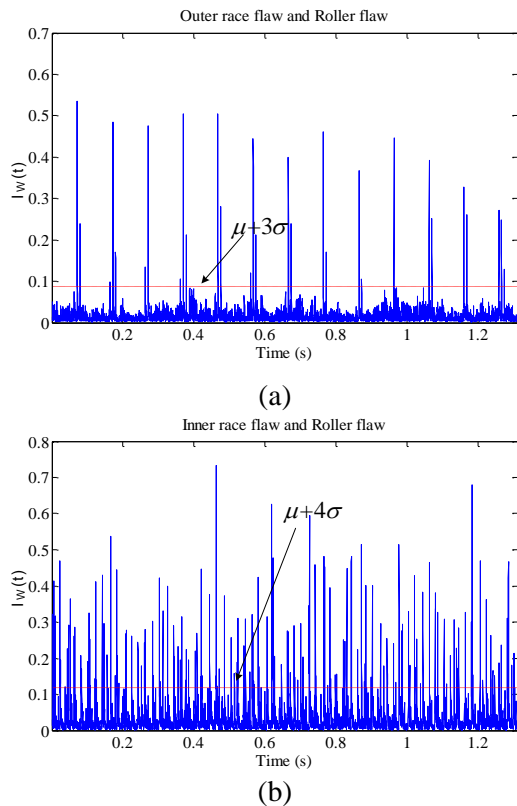 Outer race flaw and Roller flaw
0.7
0.6
0.5
0.4
0.3
0.2
0.1
0
I_W(t)
μ+3σ
0.2 0.4 0.6 0.8 1 1.2
Time (s)
(a)
Inner race flaw and Roller flaw
0.8
0.7
0.6
0.5
0.4
0.3
0.2
0.1
0
I_W(t)
μ+4σ
0.2 0.4 0.6 0.8 1 1.2
Time (s)
(b)